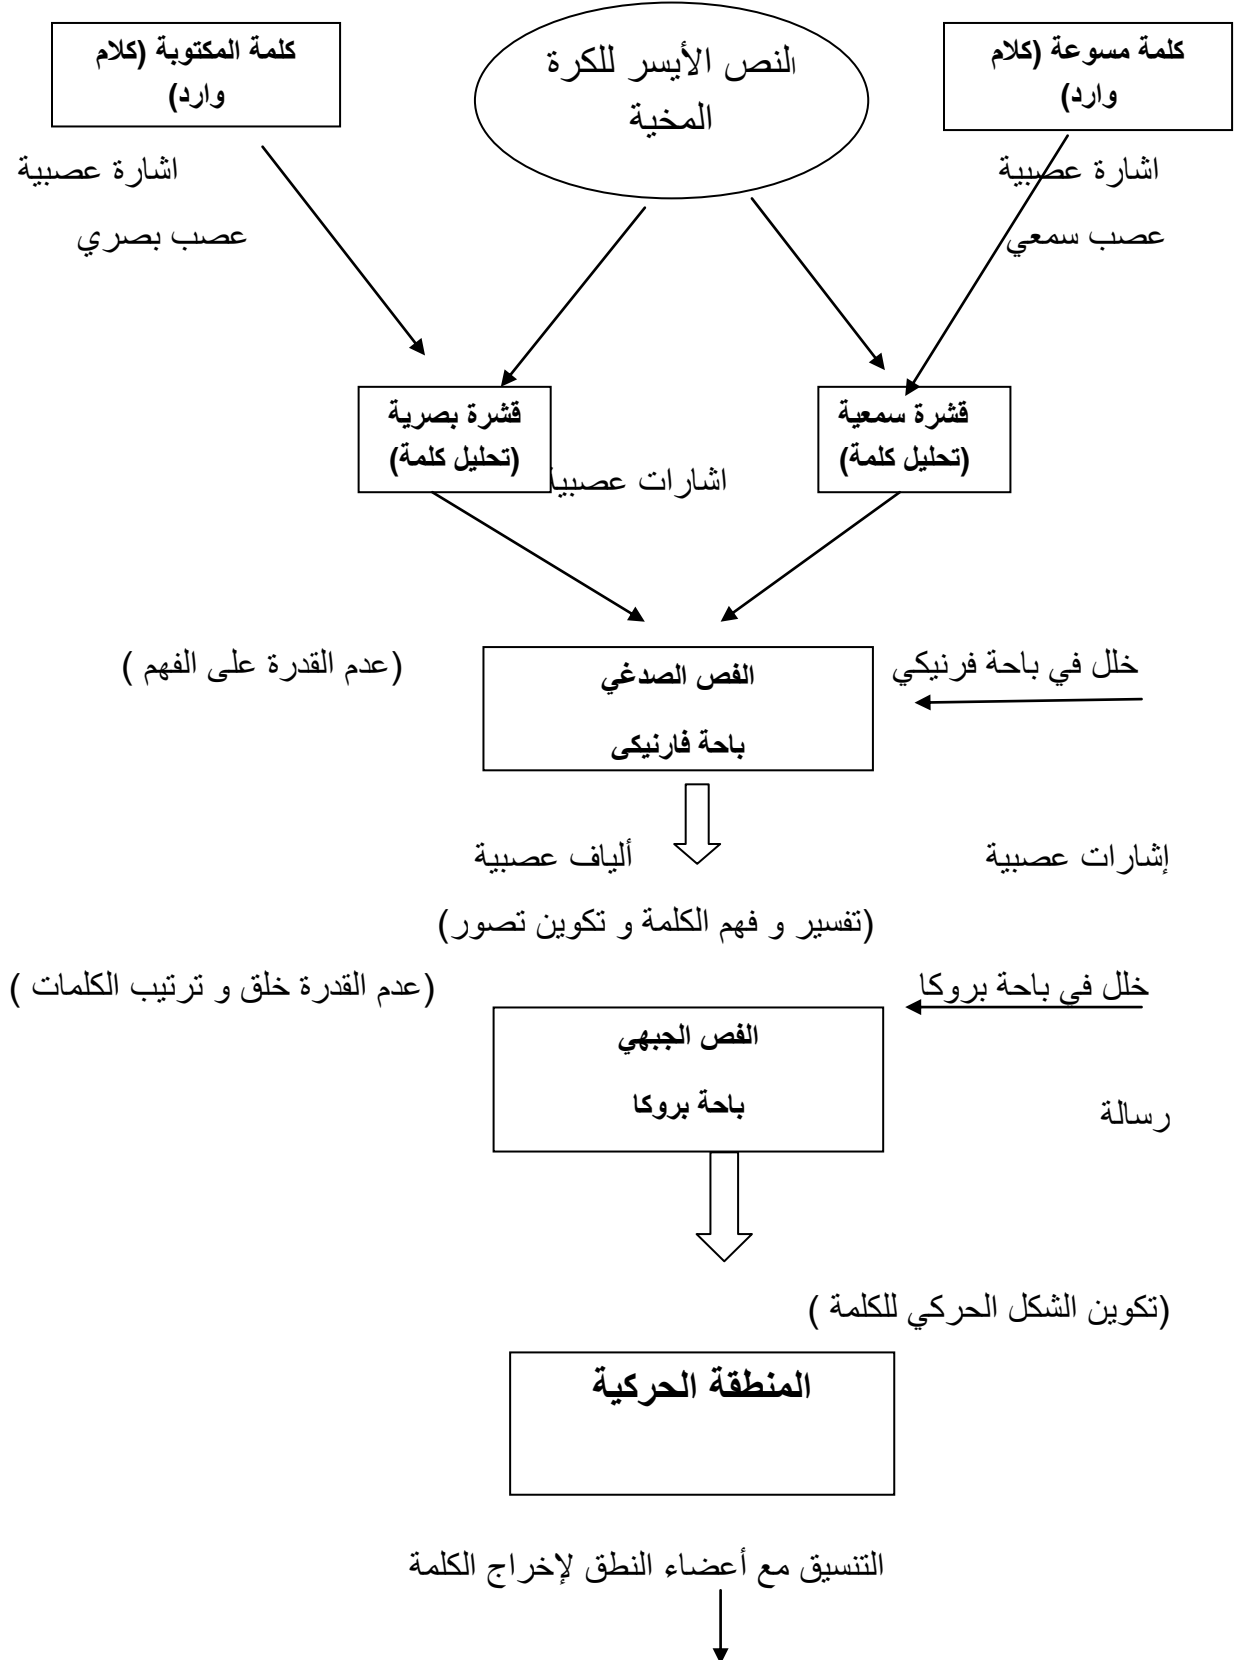 كلمة مسوعة (كلام
وارد)
النص الأيسر للكرة
المخية
كلمة المكتوبة (كلام
وارد)
اشارة عصبية
اشارة عصبية
عصب سمعي
عصب بصري
قشرة سمعية
(تحليل كلمة)
قشرة بصرية
(تحليل كلمة)
اشارات عصبية
خلل في باحة فرنيكي
(عدم القدرة على الفهم )
الفص الصدغي
باحة فارنيكى
إشارات عصبية
ألياف عصبية
(تفسير و فهم الكلمة و تكوين تصور)
خلل في باحة بروكا
(عدم القدرة خلق و ترتيب الكلمات )
الفص الجبهي
باحة بروكا
رسالة
(تكوين الشكل الحركي للكلمة )
المنطقة الحركية
التنسيق مع أعضاء النطق لإخراج الكلمة